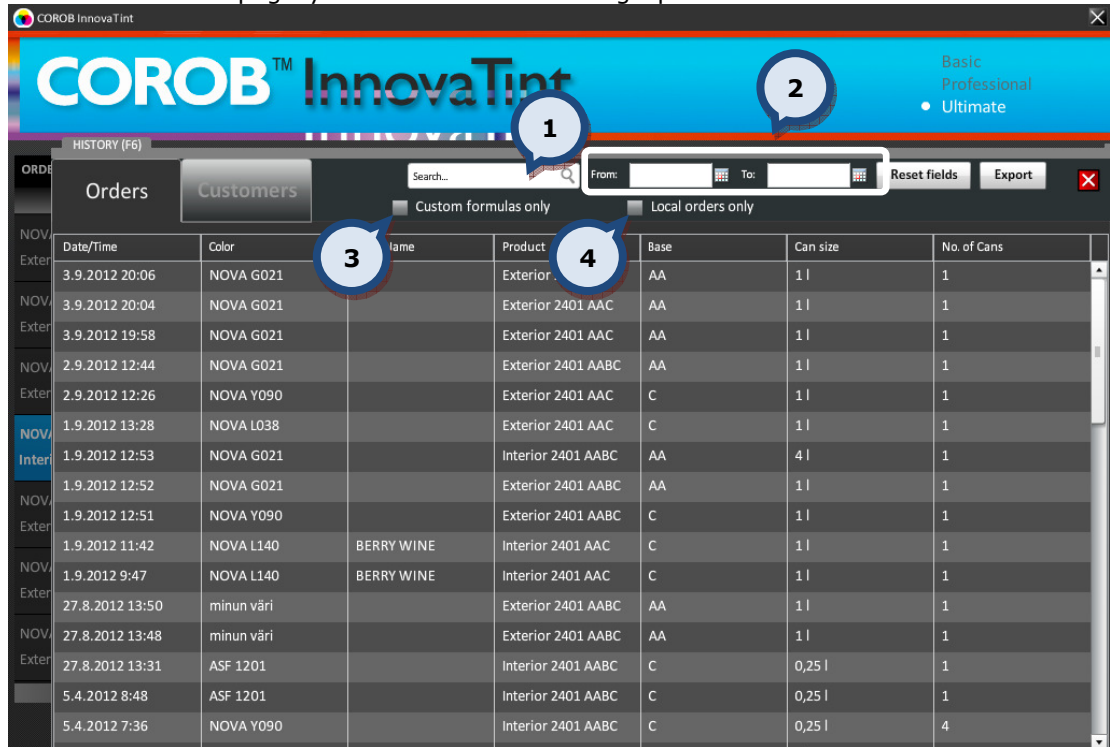 COROB InnovaTint
COROB™ InnovaTint
Basic
Professional
Ultimate
1
2
HISTORY (F6)
Orders
Customers
Search...
From:
To:
Reset fields
Export
Custom formulas only
Local orders only
3
4
Date/Time Color Product Base Can size No. of Cans
3.9.2012 20:06 NOVA G021 Exterior AA 1 l 1
3.9.2012 20:04 NOVA G021 Exterior 2401 AAC AA 1 l 1
3.9.2012 19:58 NOVA G021 Exterior 2401 AAC AA 1 l 1
2.9.2012 12:44 NOVA G021 Exterior 2401 AABC AA 1 l 1
2.9.2012 12:26 NOVA Y090 Exterior 2401 AAC C 1 l 1
1.9.2012 13:28 NOVA L038 Exterior 2401 AAC C 1 l 1
1.9.2012 12:53 NOVA G021 Interior 2401 AABC AA 4 l 1
1.9.2012 12:52 NOVA G021 Exterior 2401 AABC AA 1 l 1
1.9.2012 12:51 NOVA Y090 Exterior 2401 AABC C 1 l 1
1.9.2012 11:42 NOVA L140 BERRY WINE Interior 2401 AAC C 1 l 1
1.9.2012 9:47 NOVA L140 BERRY WINE Interior 2401 AAC C 1 l 1
27.8.2012 13:50 minun väri Exterior 2401 AABC AA 1 l 1
27.8.2012 13:48 minun väri Exterior 2401 AABC AA 1 l 1
27.8.2012 13:31 ASF 1201 Interior 2401 AABC C 0,25 l 1
5.4.2012 8:48 ASF 1201 Interior 2401 AABC C 0,25 l 1
5.4.2012 7:36 NOVA Y090 Interior 2401 AABC C 0,25 l 4